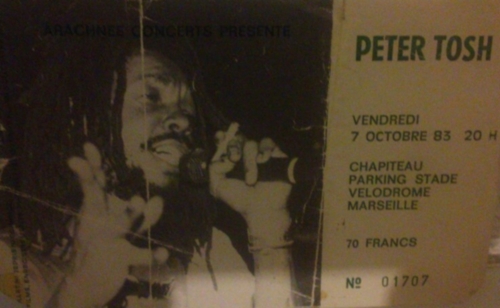 ARACHNEE CONCERTS PRESENTE
PETER TOSH
VENDREDI
7 OCTOBRE 83 20 H
CHAPITEAU
PARKING STADE
VELODROME
MARSEILLE
70 FRANCS
Nº 01707